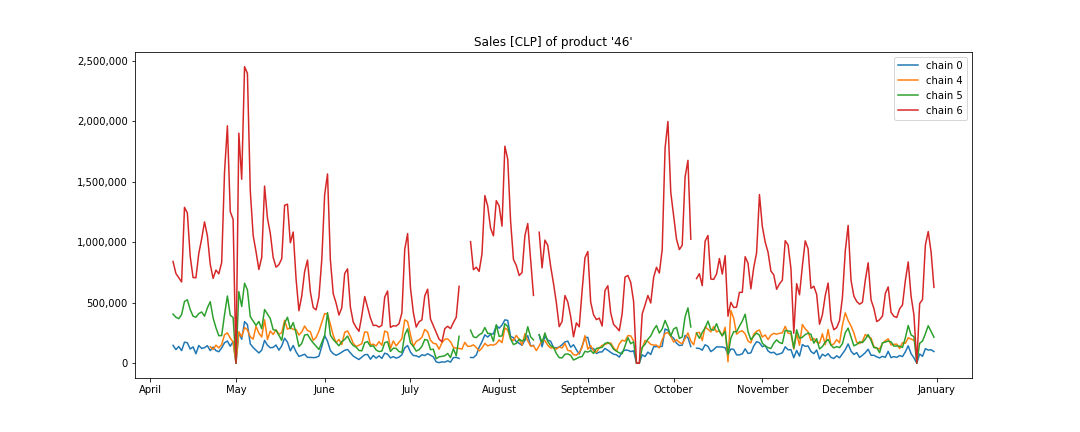 Sales [CLP] of product '46'
2,500,000
2,000,000
1,500,000
1,000,000
500,000
0
chain 0
chain 4
chain 5
chain 6
April May June July August September October November December January